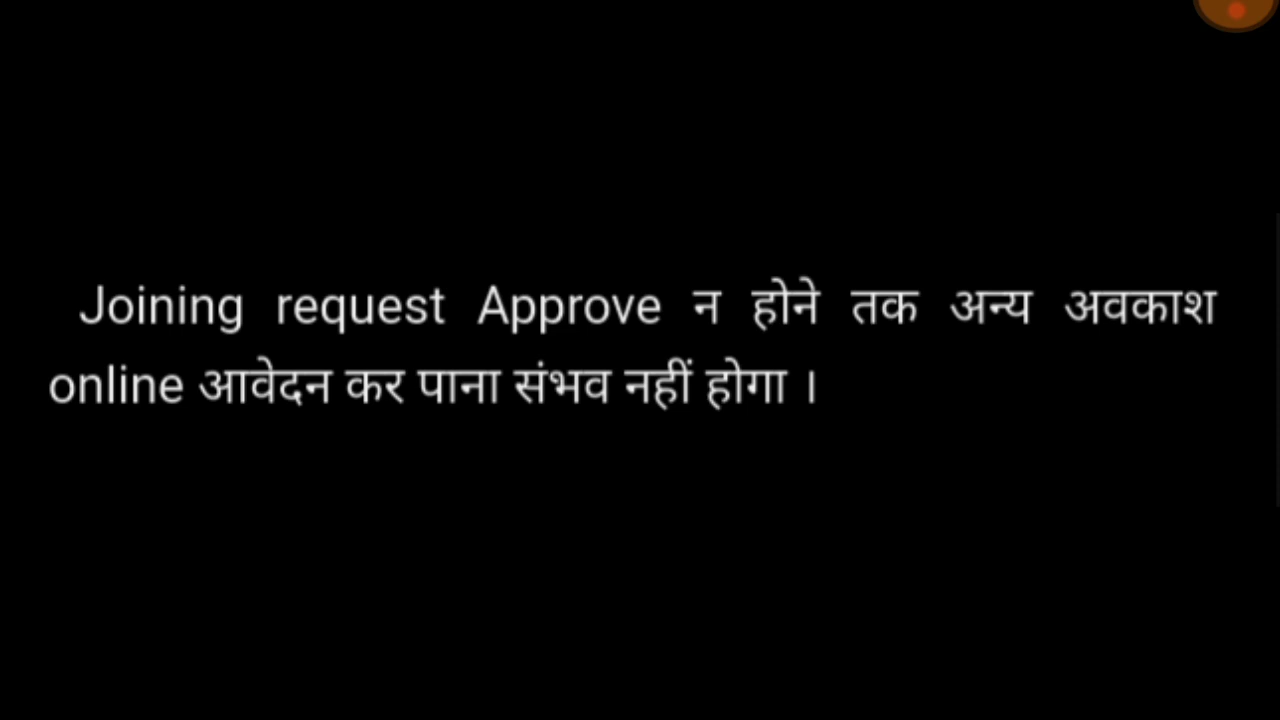 Joining request Approve न होने तक अन्य अवकाश
online आवेदन कर पाना संभव नहीं होगा ।